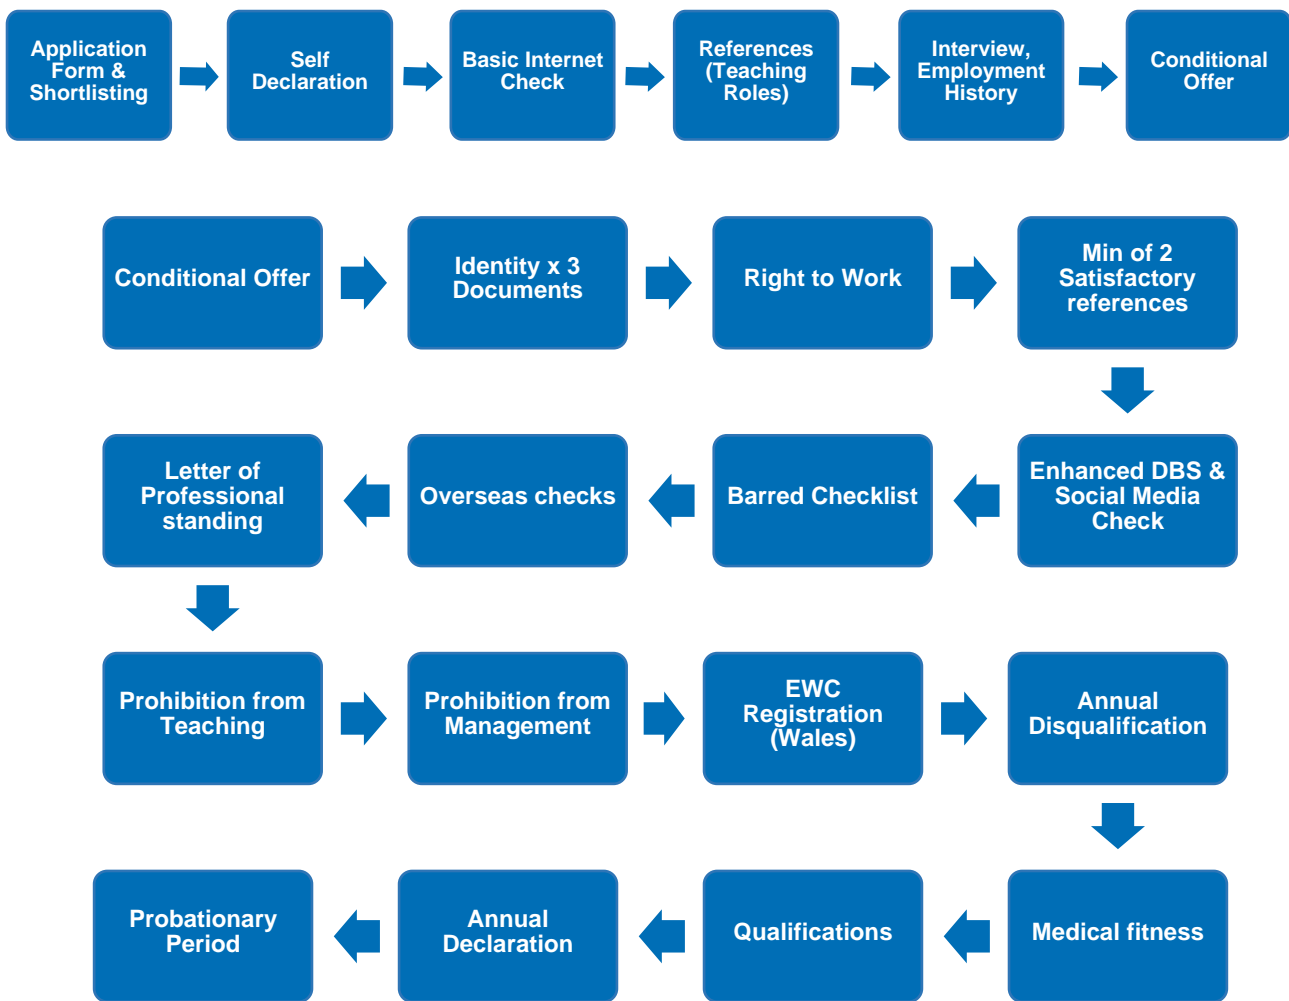 Application
Form &
Shortlisting
Self
Declaration
Basic Internet
Check
References
(Teaching
Roles)
Interview,
Employment
History
Conditional
Offer
Conditional Offer
Identity x 3
Documents
Right to Work
Min of 2
Satisfactory
references
Enhanced DBS &
Social Media
Check
Barred Checklist
Overseas checks
Letter of
Professional
standing
Prohibition from
Teaching
Prohibition from
Management
EWC
Registration
(Wales)
Annual
Disqualification
Medical fitness
Qualifications
Annual
Declaration
Probationary
Period